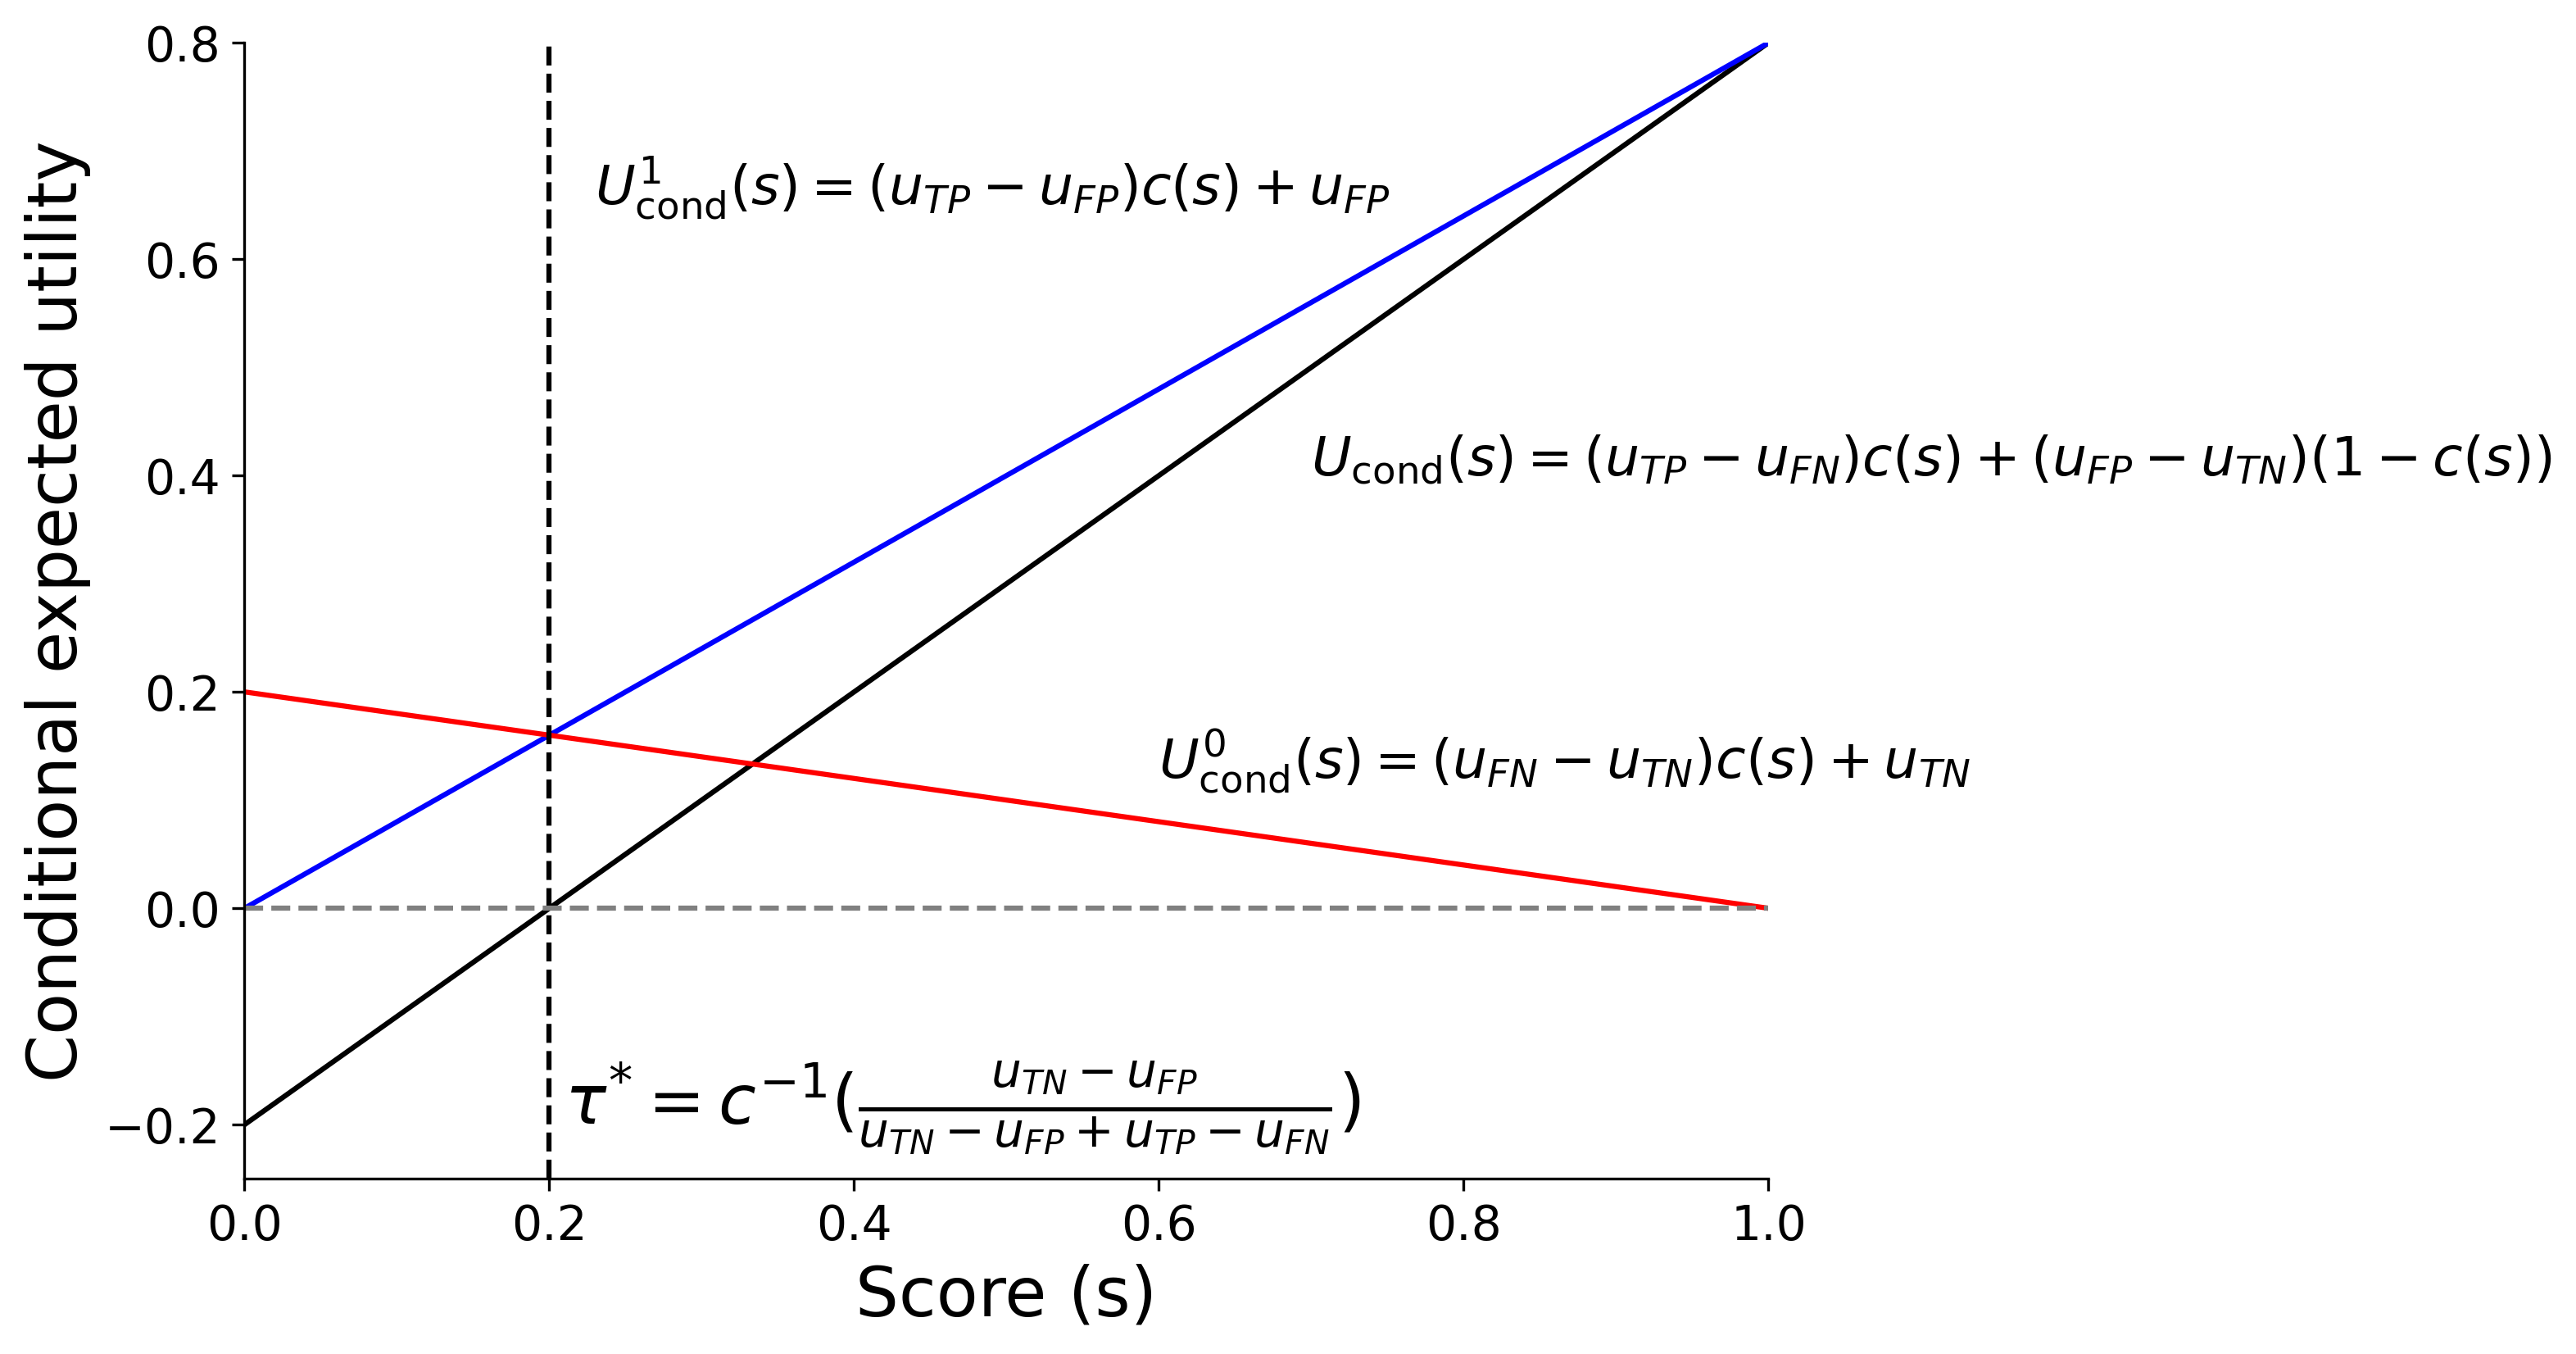 Conditional expected utility
0.8
0.6
0.4
0.2
0.0
−0.2
U¹cond(s) = (uTP − uFP)c(s) + uFP
Ucond(s) = (uTP − uFN)c(s) + (uFP − uTN)(1 − c(s))
U⁰cond(s) = (uFN − uTN)c(s) + uTN
τ* = c⁻¹(uTN − uFP / uTN − uFP + uTP − uFN)
0.0 0.2 0.4 0.6 0.8 1.0
Score (s)